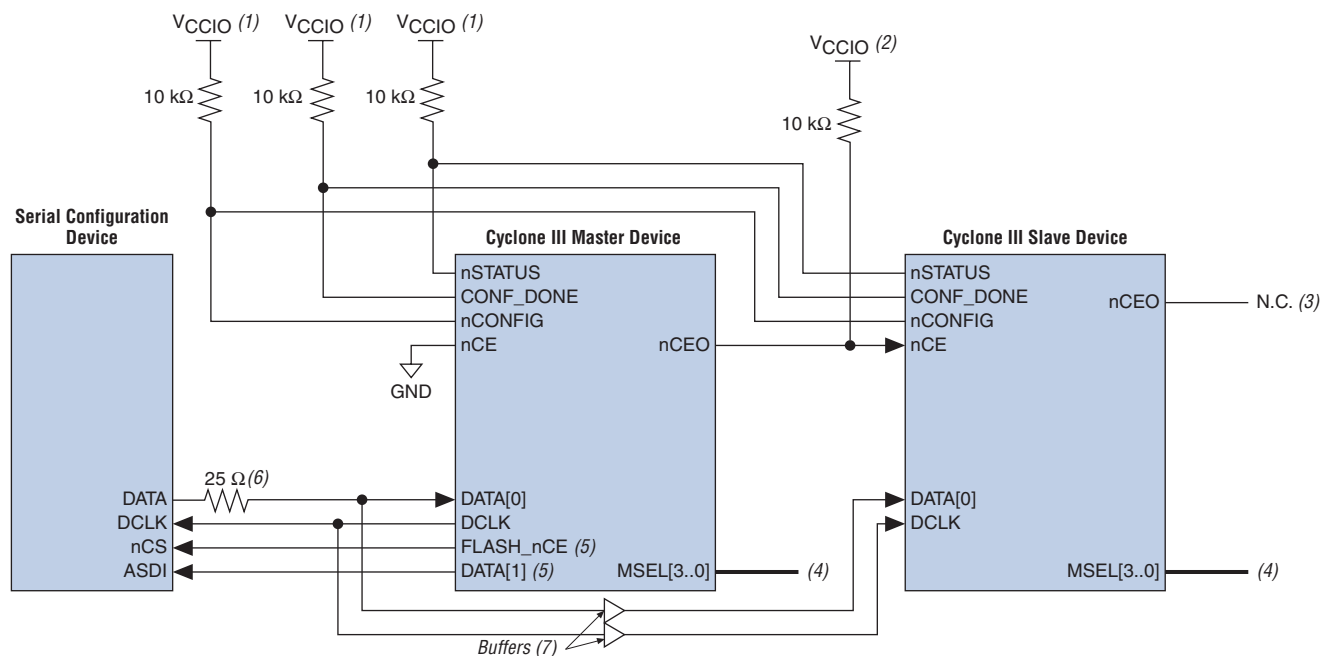 VCCIO (1) VCCIO (1) VCCIO (1)
VCCIO (2)
10 kΩ 10 kΩ 10 kΩ
10 kΩ
Serial Configuration
Device
Cyclone III Master Device
Cyclone III Slave Device
nSTATUS
CONF_DONE
nCONFIG
nCE
nCEO
GND
nSTATUS
CONF_DONE
nCONFIG
nCE
nCEO
N.C. (3)
25 Ω (6)
DATA
DCLK
nCS
ASDI
DATA[0]
DCLK
FLASH_nCE (5)
DATA[1] (5)
MSEL[3..0]
(4)
DATA[0]
DCLK
MSEL[3..0]
(4)
Buffers (7)